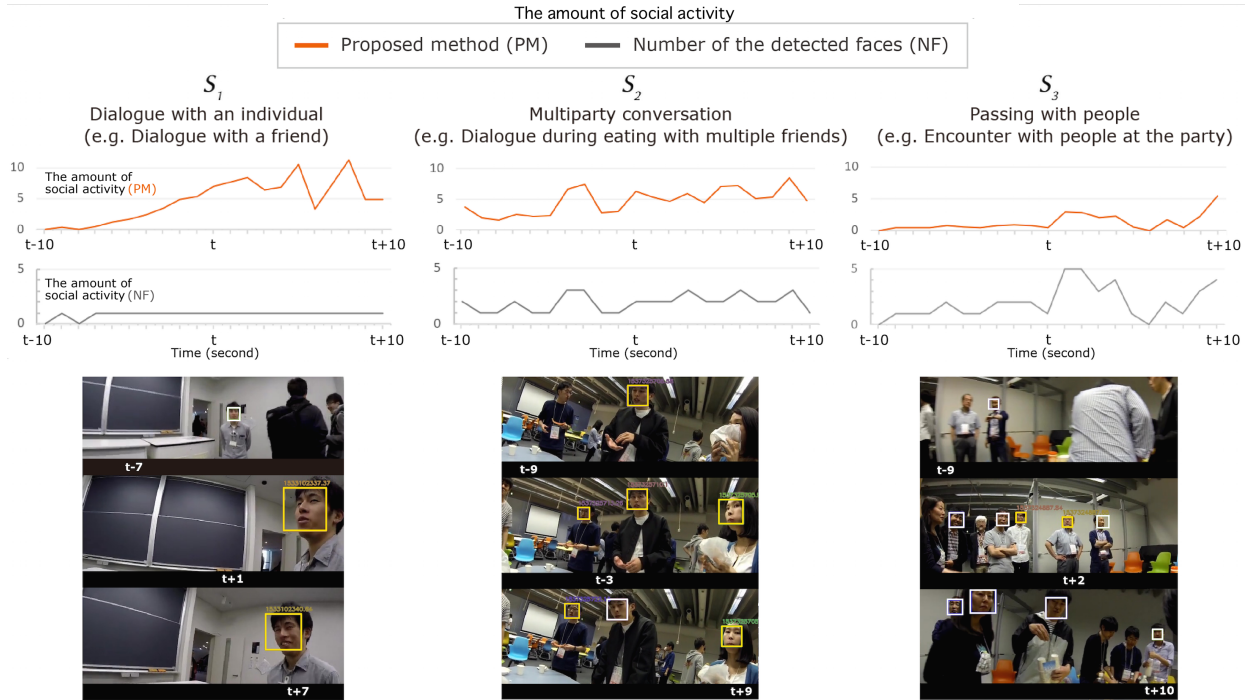 The amount of social activity
Proposed method (PM)
Number of the detected faces (NF)
S1
Dialogue with an individual
(e.g. Dialogue with a friend)
10
5
0
The amount of
social activity (PM)
t-10
t
t+10
5
0
The amount of
social activity (NF)
t-10
t
t+10
Time (second)
t-7
1533102337.37
t+1
t+7
S2
Multiparty conversation
(e.g. Dialogue during eating with multiple friends)
10
5
0
t-10
t
t+10
5
0
t-10
t
t+10
Time (second)
t-9
t-3
t+9
S3
Passing with people
(e.g. Encounter with people at the party)
10
5
0
t-10
t
t+10
5
0
t-10
t
t+10
Time (second)
t-9
t+2
t+10